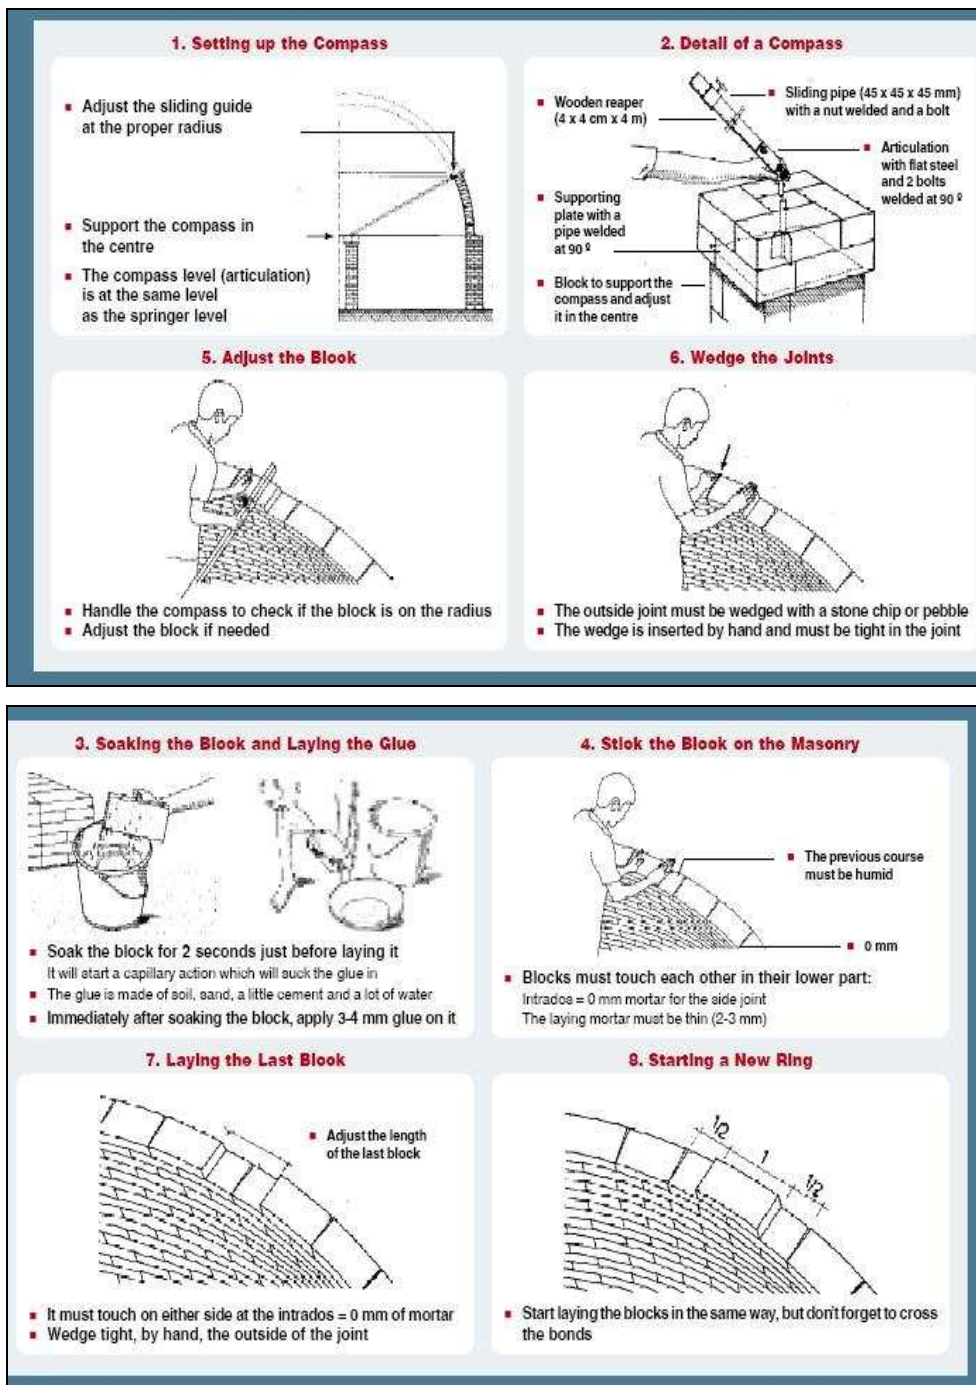 1. Setting up the Compass
Adjust the sliding guide
at the proper radius
Support the compass in
the centre
The compass level (articulation)
is at the same level
as the springer level
2. Detail of a Compass
Wooden reaper
(4 x 4 cm x 4 m)
Sliding pipe (45 x 45 x 45 mm)
with a nut welded and a bolt
Articulation
with flat steel
and 2 bolts
welded at 90 º
Supporting
plate with a
pipe welded
at 90 º
Block to support the
compass and adjust
it in the centre
5. Adjust the Block
Handle the compass to check if the block is on the radius
Adjust the block if needed
6. Wedge the Joints
The outside joint must be wedged with a stone chip or pebble
The wedge is inserted by hand and must be tight in the joint
3. Soaking the Block and Laying the Glue
Soak the block for 2 seconds just before laying it
It will start a capillary action which will suck the glue in
The glue is made of soil, sand, a little cement and a lot of water
Immediately after soaking the block, apply 3-4 mm glue on it
4. Stick the Block on the Masonry
The previous course
must be humid
0 mm
Blocks must touch each other in their lower part:
Intrados = 0 mm mortar for the side joint
The laying mortar must be thin (2-3 mm)
7. Laying the Last Block
Adjust the length
of the last block
It must touch on either side at the intrados = 0 mm of mortar
Wedge tight, by hand, the outside of the joint
8. Starting a New Ring
1/2
1
1/2
Start laying the blocks in the same way, but don't forget to cross
the bonds